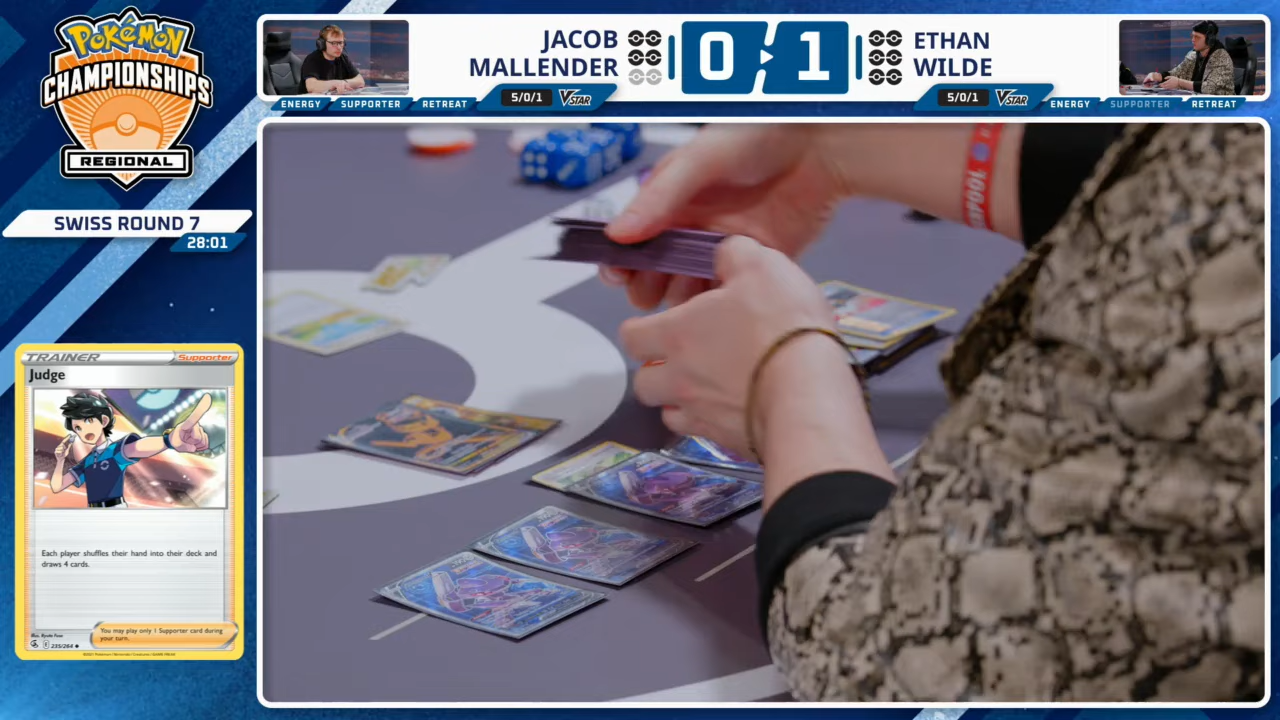 Pokémon
CHAMPIONSHIPS
REGIONAL
SWISS ROUND 7
28:01
JACOB
MALLENDER
0
1
ETHAN
WILDE
ENERGY
SUPPORTER
RETREAT
5/0/1
VSTAR
5/0/1
VSTAR
ENERGY
SUPPORTER
RETREAT
TRAINER
Supporter
Judge
Each player shuffles their hand into their deck and
draws 4 cards.
You may play only 1 Supporter card during
your turn.
235/264